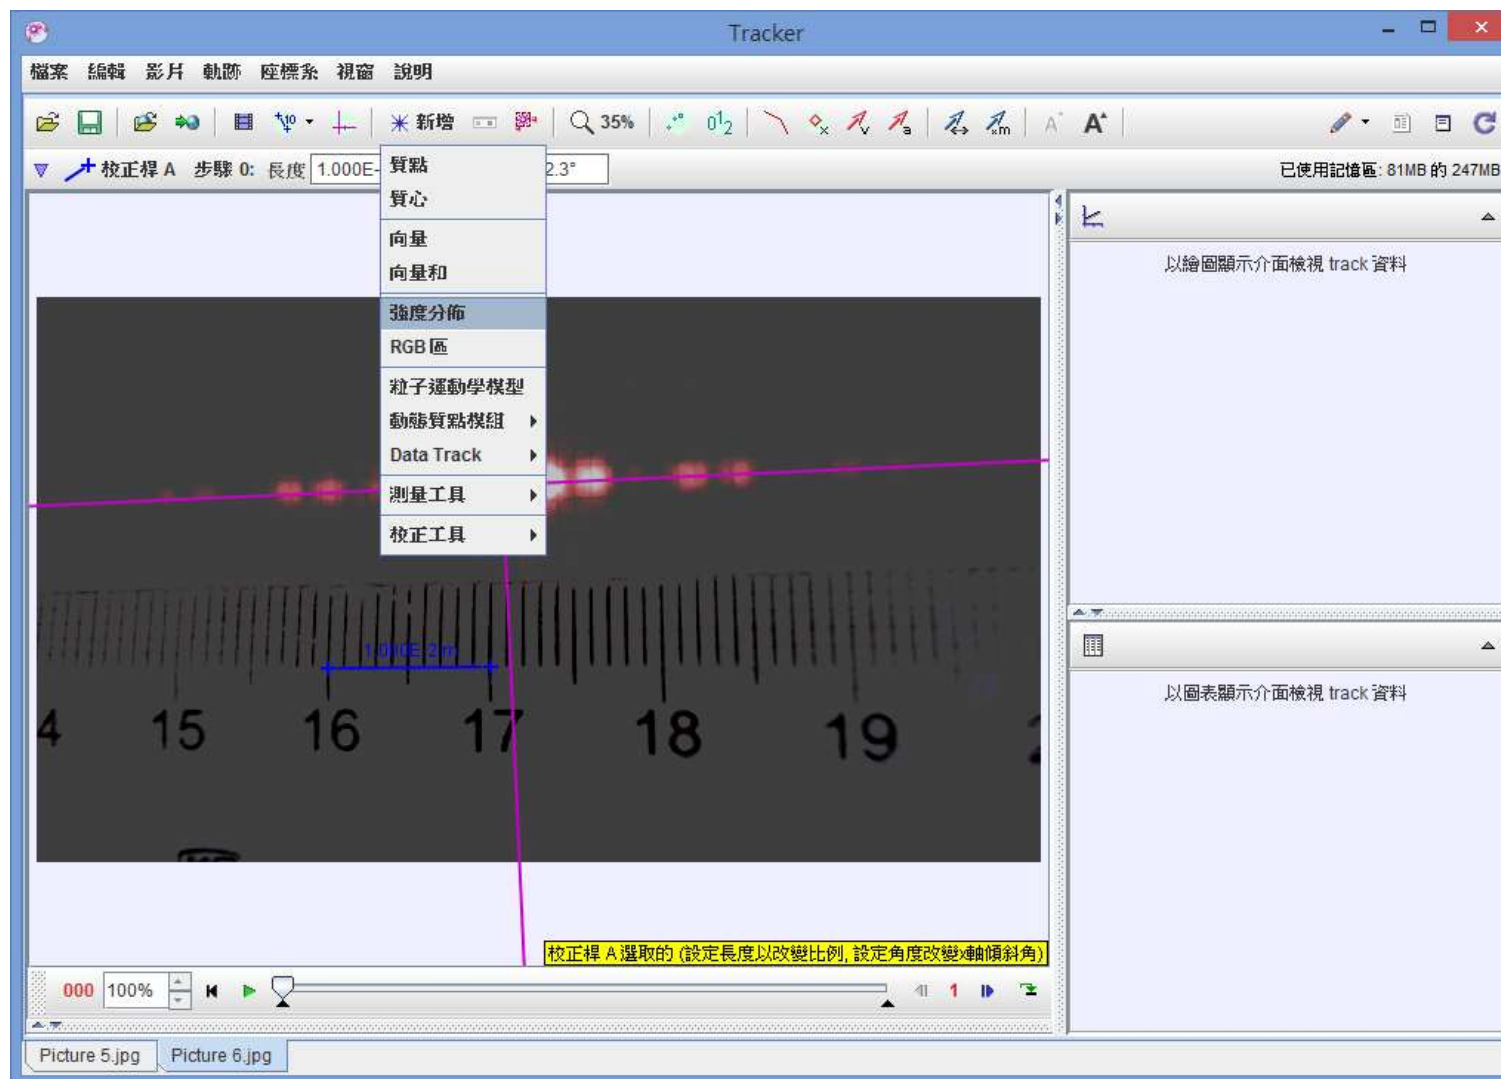 Tracker
檔案 編輯 影片 軌跡 座標系 視窗 說明
新增 35%
校正桿 A 步驟 0: 長度 1.000E- 2.3° 已使用記憶區: 81MB 的 247MB
質點
質心
向量
向量和
強度分佈
RGB 區
粒子運動學模型
動態質點模組
Data Track
測量工具
校正工具
以繪圖顯示介面檢視 track 資料
1.000E-2 m
4 15 16 17 18 19
以圖表顯示介面檢視 track 資料
校正桿 A 選取的 (設定長度以改變比例, 設定角度改變x軸傾斜角)
000 100% 1
Picture 5.jpg Picture 6.jpg